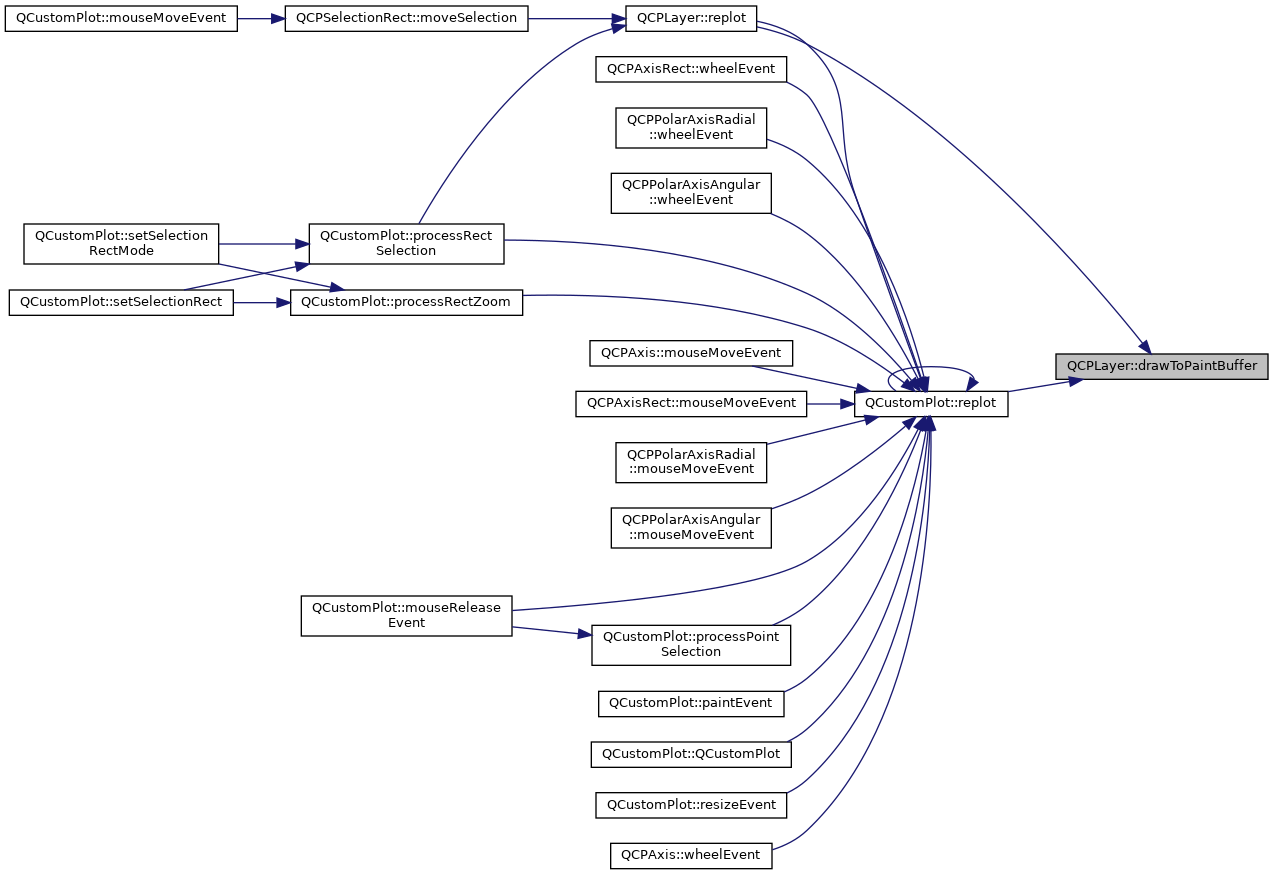 QCustomPlot::mouseMoveEvent
QCPSelectionRect::moveSelection
QCPLayer::replot
QCPAxisRect::wheelEvent
QCPPolarAxisRadial
::wheelEvent
QCPPolarAxisAngular
::wheelEvent
QCustomPlot::setSelection
RectMode
QCustomPlot::processRect
Selection
QCustomPlot::setSelectionRect
QCustomPlot::processRectZoom
QCPAxis::mouseMoveEvent
QCPLayer::drawToPaintBuffer
QCPAxisRect::mouseMoveEvent
QCustomPlot::replot
QCPPolarAxisRadial
::mouseMoveEvent
QCPPolarAxisAngular
::mouseMoveEvent
QCustomPlot::mouseRelease
Event
QCustomPlot::processPoint
Selection
QCustomPlot::paintEvent
QCustomPlot::QCustomPlot
QCustomPlot::resizeEvent
QCPAxis::wheelEvent